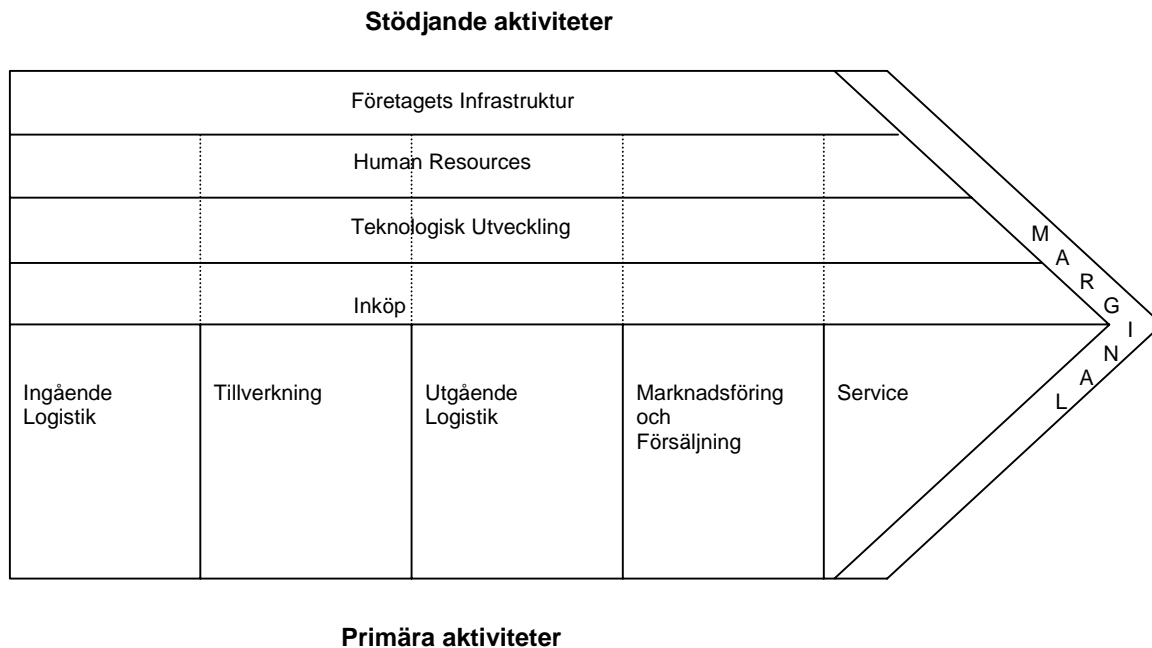 Stödjande aktiviteter
Företagets Infrastruktur
Human Resources
Teknologisk Utveckling
Inköp
Ingående
Logistik
Tillverkning
Utgående
Logistik
Marknadsföring
och
Försäljning
Service
MARGINAL
Primära aktiviteter